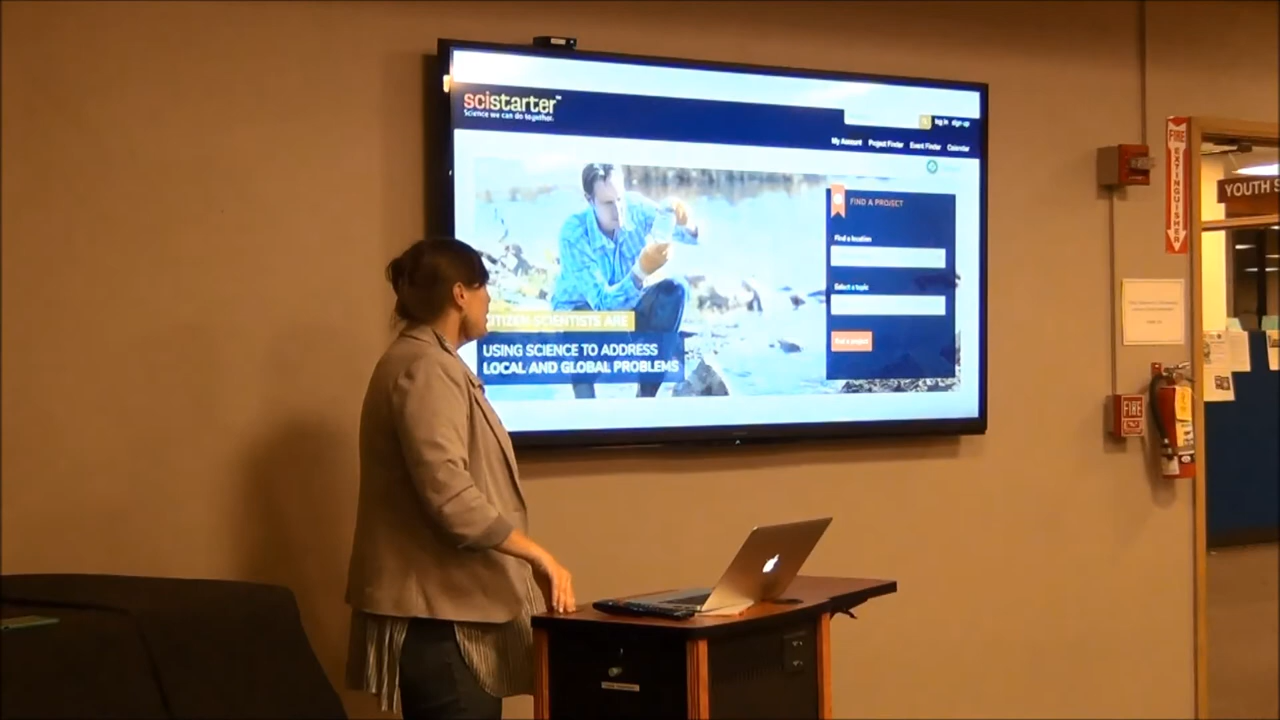 scistarter™
Science we can do together.
log in sign up
My Account Project Finder Event Finder Calendar
FIND A PROJECT
Find a location
Select a topic
Find a project
CITIZEN SCIENTISTS ARE
USING SCIENCE TO ADDRESS
LOCAL AND GLOBAL PROBLEMS
FIRE
EXTINGUISHER
YOUTH S
FIRE